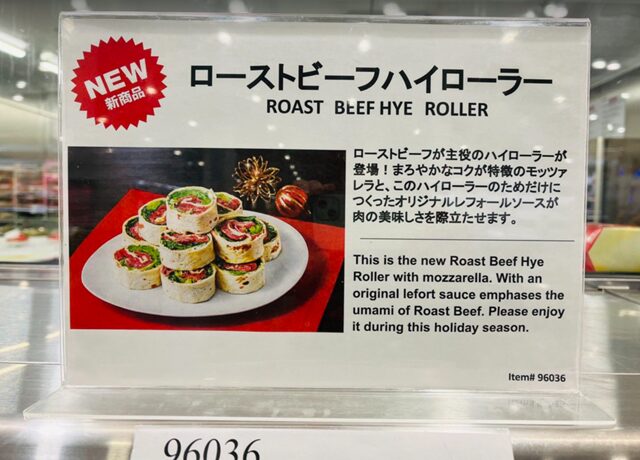 NEW
新商品
ローストビーフハイローラー
ROAST BEEF HYE ROLLER
ローストビーフが主役のハイローラーが
登場！まろやかなコクが特徴のモッツァ
レラと、このハイローラーのためだけに
つくったオリジナルレフォールソースが
肉の美味しさを際立たせます。
This is the new Roast Beef Hye
Roller with mozzarella. With an
original lefort sauce emphases the
umami of Roast Beef. Please enjoy
it during this holiday season.
Item# 96036
96036